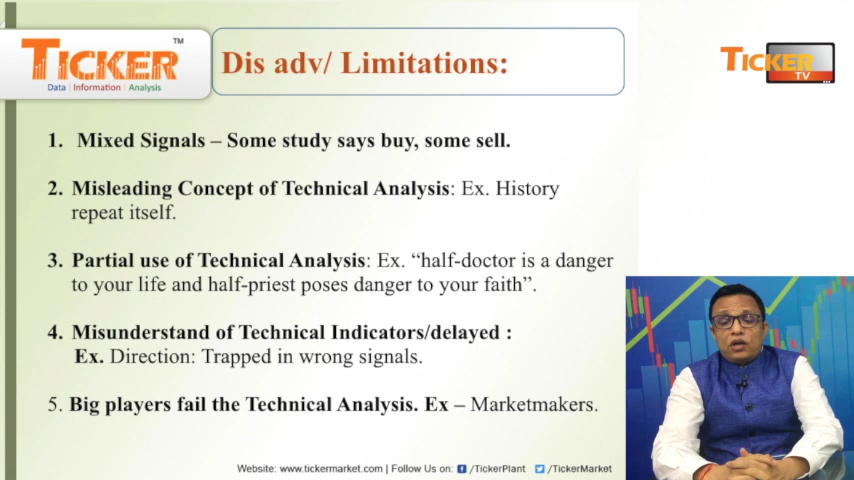 TICKER TM
Data | Information | Analysis
Dis adv/ Limitations:
TICKER
TV
1. Mixed Signals – Some study says buy, some sell.
2. Misleading Concept of Technical Analysis: Ex. History
repeat itself.
3. Partial use of Technical Analysis: Ex. “half-doctor is a danger
to your life and half-priest poses danger to your faith”.
4. Misunderstand of Technical Indicators/delayed :
Ex. Direction: Trapped in wrong signals.
5. Big players fail the Technical Analysis. Ex – Marketmakers.
Website: www.tickermarket.com | Follow Us on: f /TickerPlant /TickerMarket